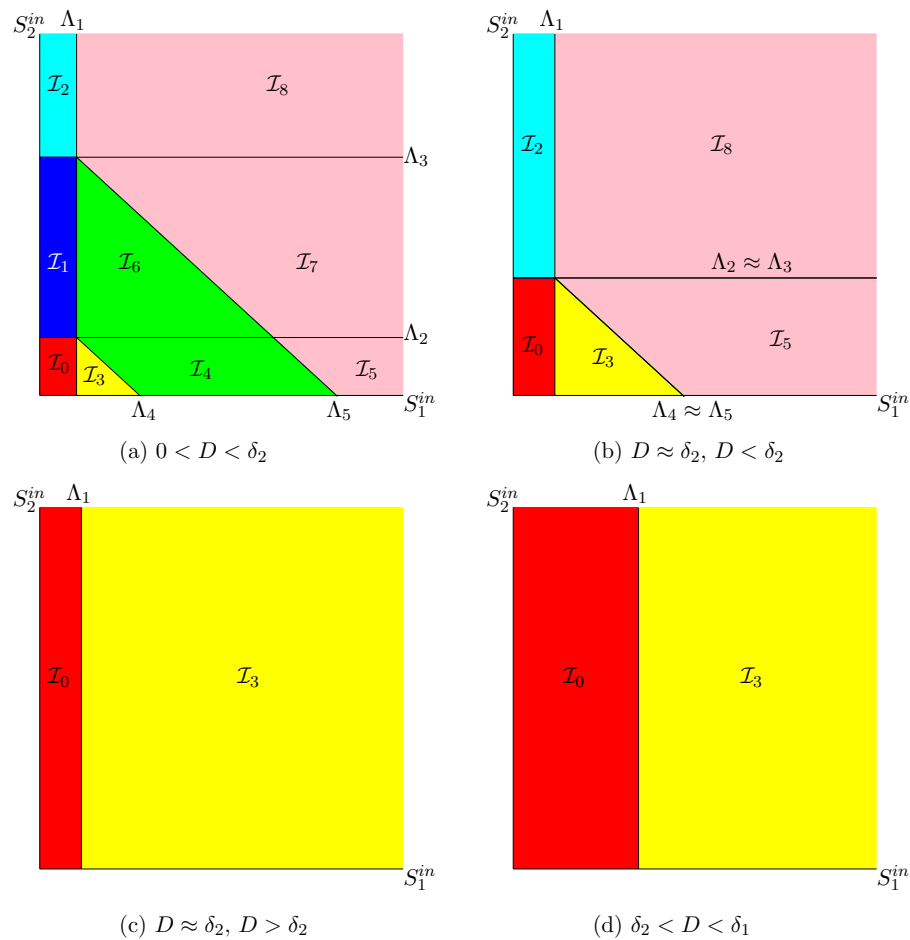 S_2^{in} Λ_1
I_2 I_8
Λ_3
I_1 I_6 I_7
Λ_2
I_0 I_3 I_4 I_5
Λ_4 Λ_5 S_1^{in}
(a) 0 < D < δ_2
S_2^{in} Λ_1
I_2 I_8
Λ_2 ≈ Λ_3
I_0 I_3 I_5
Λ_4 ≈ Λ_5 S_1^{in}
(b) D ≈ δ_2, D < δ_2
S_2^{in} Λ_1
I_0 I_3
S_1^{in}
(c) D ≈ δ_2, D > δ_2
S_2^{in} Λ_1
I_0 I_3
S_1^{in}
(d) δ_2 < D < δ_1